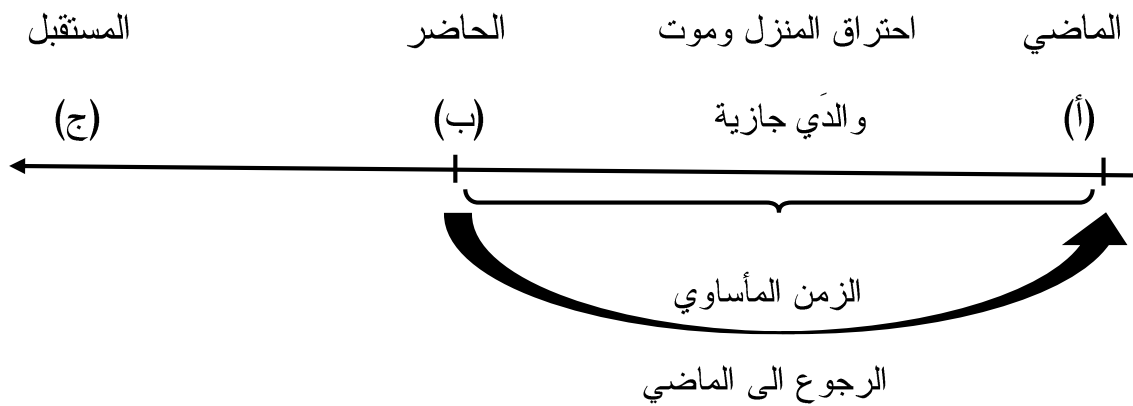 الماضي احتراق المنزل وموت الحاضر المستقبل
(أ) والدَي جازية (ب) (ج)
الزمن المأساوي
الرجوع الى الماضي